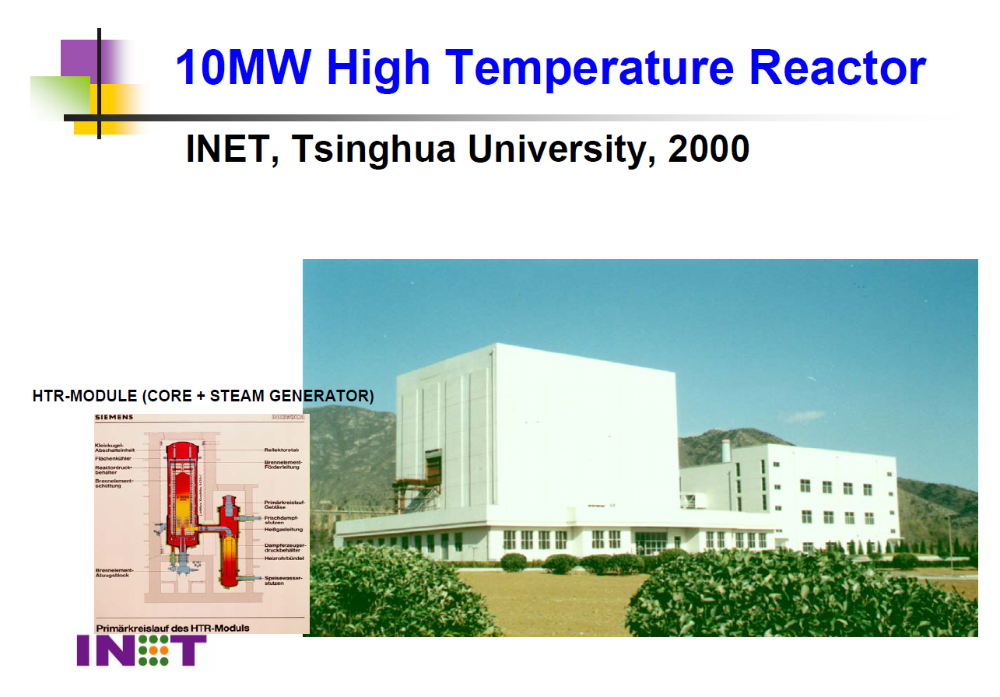 10MW High Temperature Reactor
INET, Tsinghua University, 2000
HTR-MODULE (CORE + STEAM GENERATOR)
SIEMENS
Kleinkugel-
Abschalteinheit
Flächenkühler
Reaktordruck-
behälter
Brennelement-
schüttung
Brennelement-
Abzugsblock
Reflektorstab
Brennelement-
Förderleitung
Primärkreislauf-
Gebläse
Frischdampf-
stutzen
Heißgasleitung
Dampferzeuger-
druckbehälter
Heizrohrbündel
Speisewasser-
stutzen
Primärkreislauf des HTR-Moduls
INET